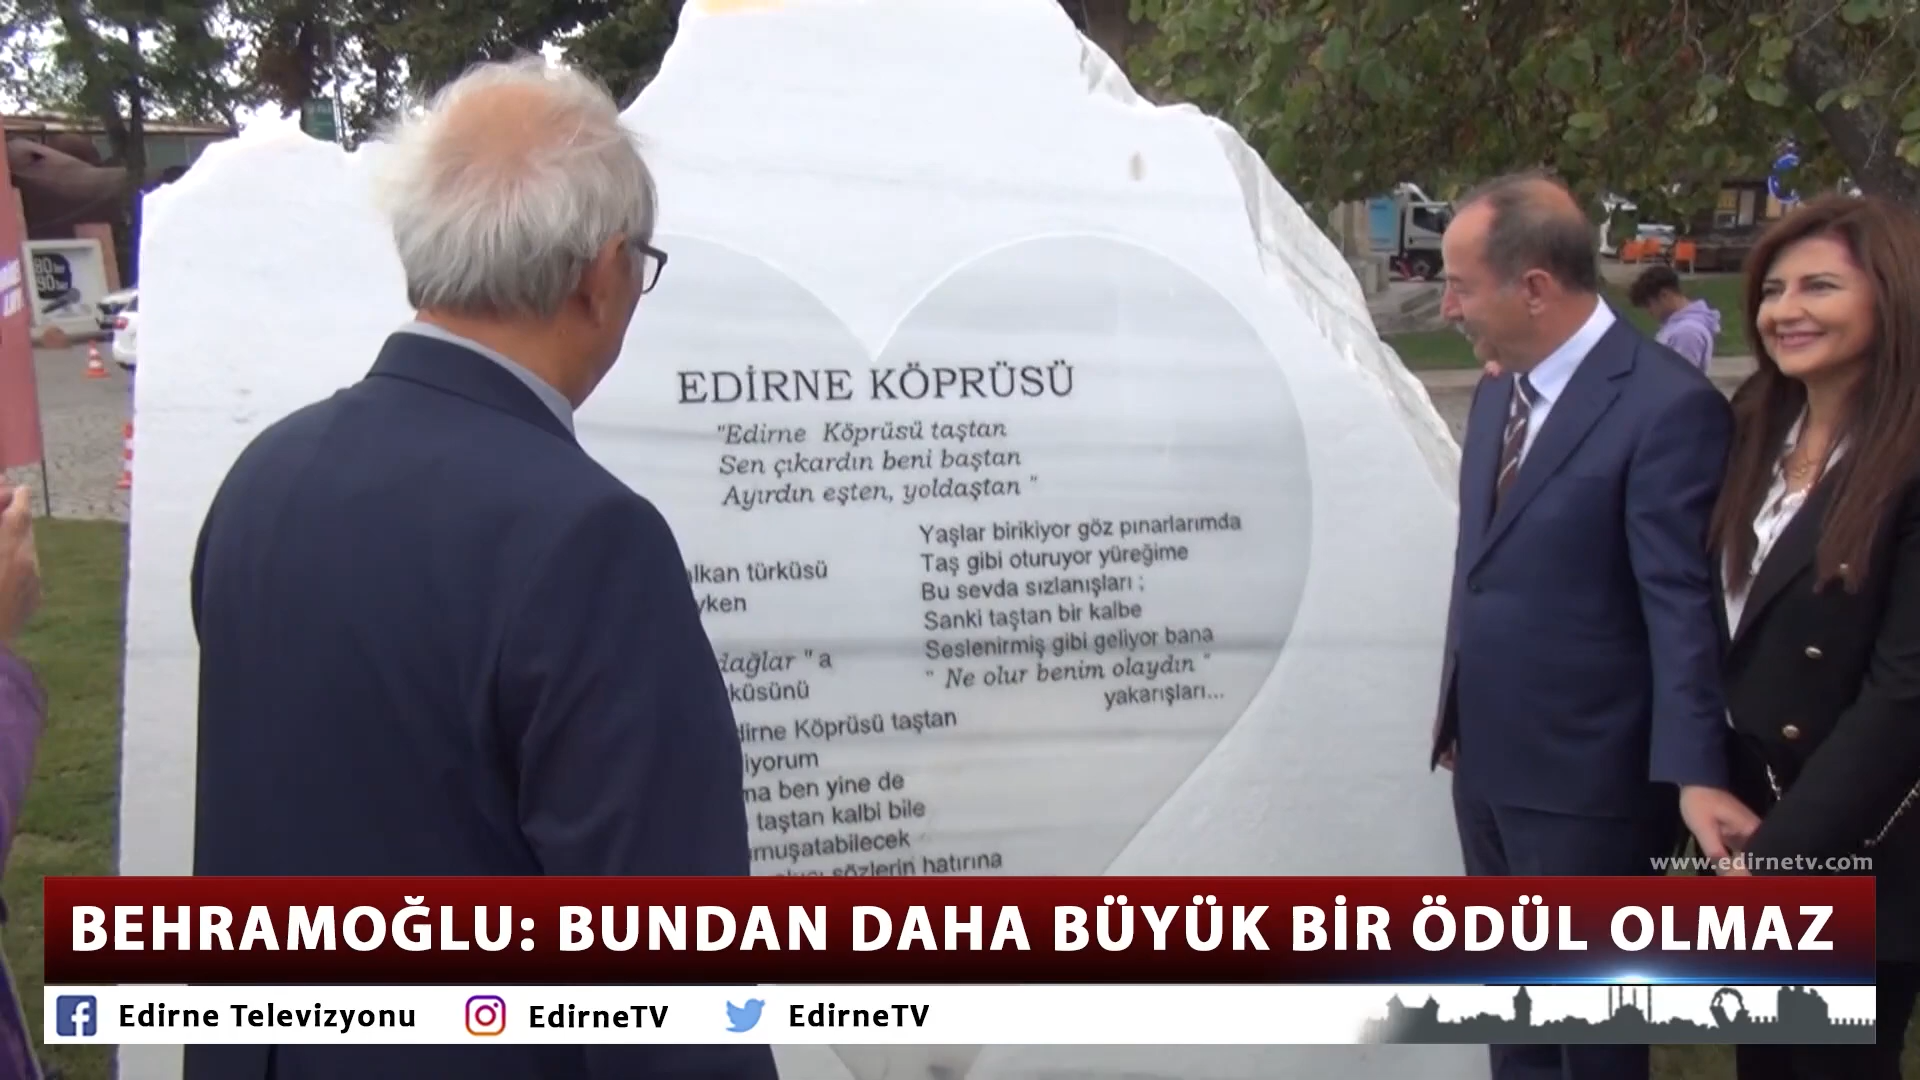 EDİRNE KÖPRÜSÜ
"Edirne Köprüsü taştan
Sen çıkardın beni baştan
Ayırdın eşten, yoldaştan "
lkan türküsü
yken
dağlar " a
küsünü
dirne Köprüsü taştan
iyorum
ma ben yine de
taştan kalbi bile
muşatabilecek
sözlerin hatırına
Yaşlar birikiyor göz pınarlarımda
Taş gibi oturuyor yüreğime
Bu sevda sızlanışları ;
Sanki taştan bir kalbe
Seslenirmiş gibi geliyor bana
" Ne olur benim olaydın "
yakarışları...
www.edirnetv.com
BEHRAMOĞLU: BUNDAN DAHA BÜYÜK BİR ÖDÜL OLMAZ
Edirne Televizyonu EdirneTV EdirneTV